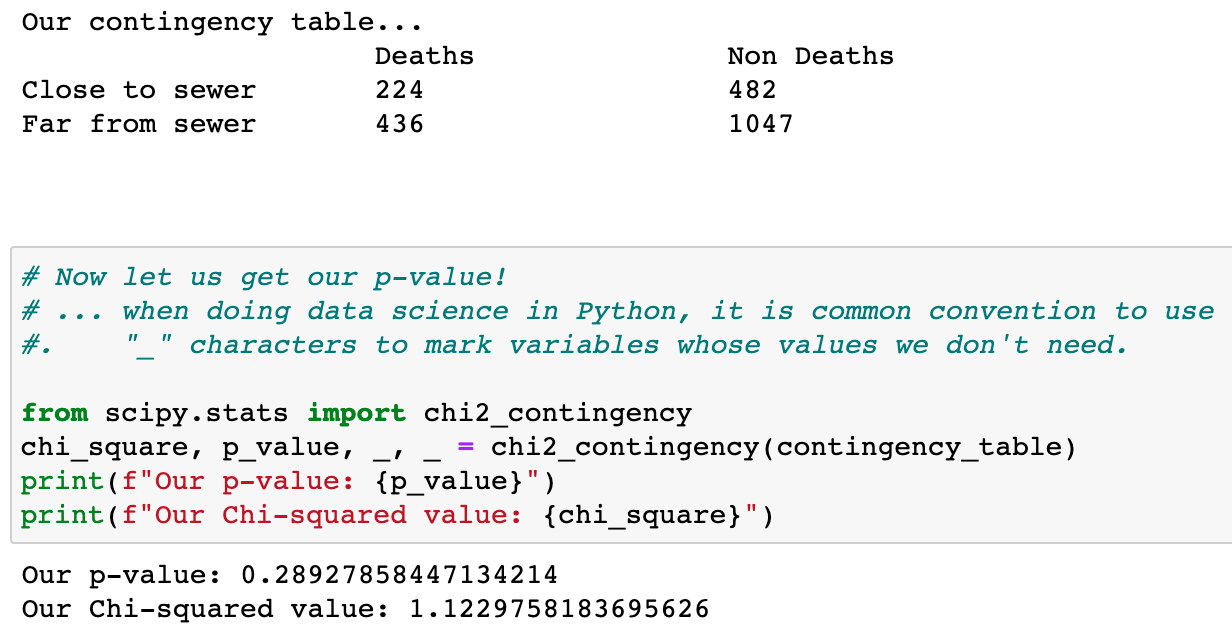 Our contingency table...
Deaths Non Deaths
Close to sewer 224 482
Far from sewer 436 1047
# Now let us get our p-value!
# ... when doing data science in Python, it is common convention to use
#. "_" characters to mark variables whose values we don't need.
from scipy.stats import chi2_contingency
chi_square, p_value, _, _ = chi2_contingency(contingency_table)
print(f"Our p-value: {p_value}")
print(f"Our Chi-squared value: {chi_square}")
Our p-value: 0.28927858447134214
Our Chi-squared value: 1.1229758183695626